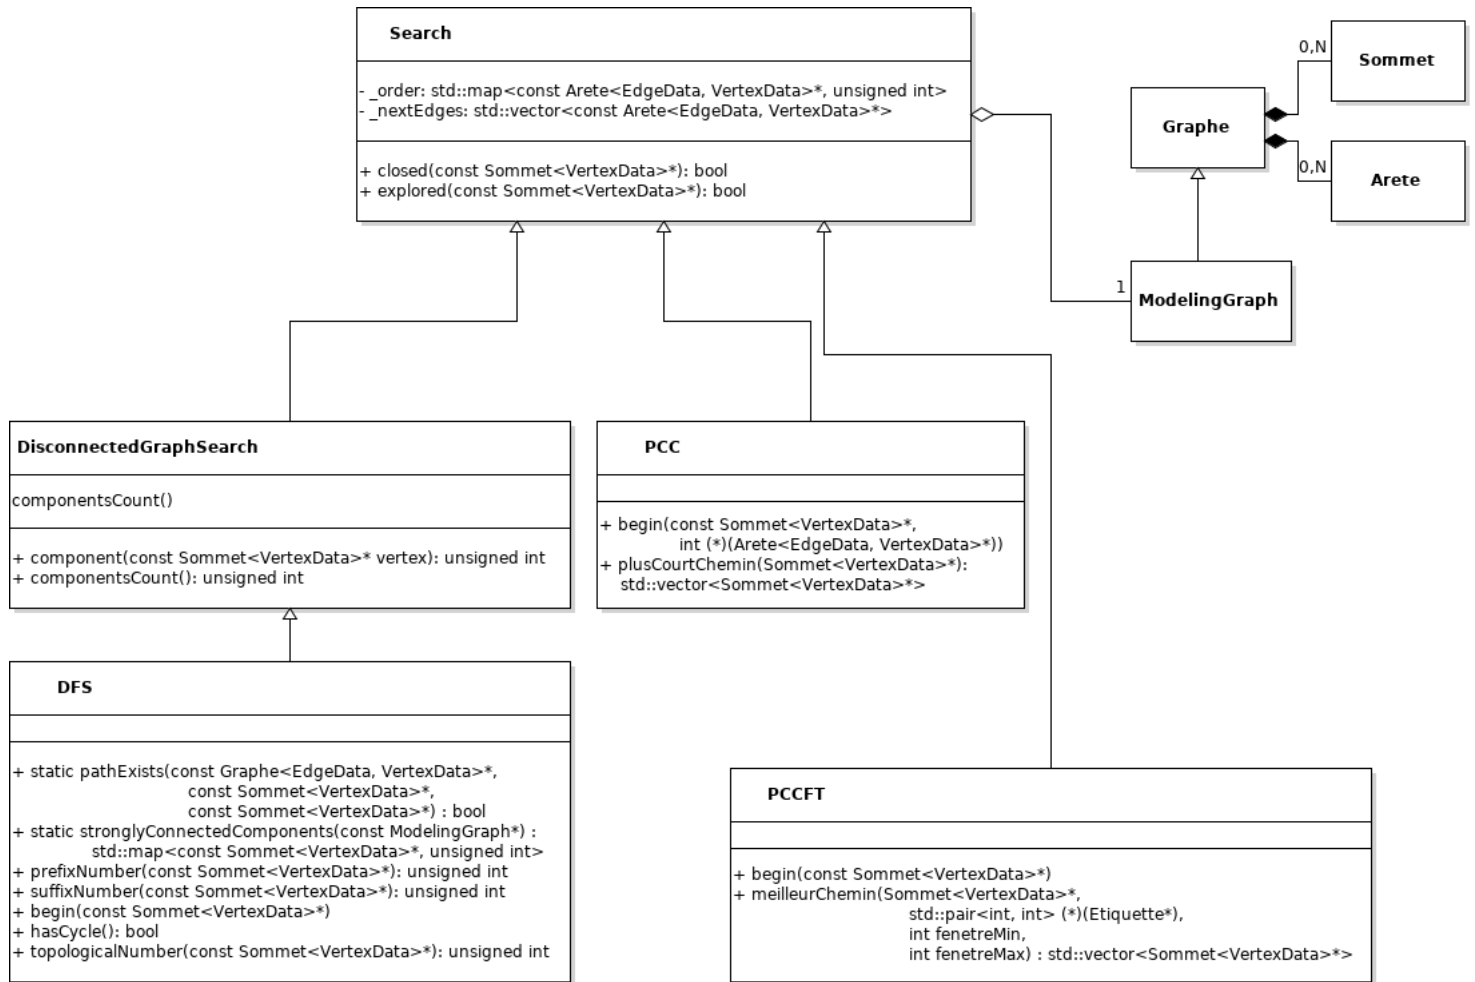 Search
- _order: std::map<const Arete<EdgeData, VertexData>*, unsigned int>
- _nextEdges: std::vector<const Arete<EdgeData, VertexData>*>
+ closed(const Sommet<VertexData>*): bool
+ explored(const Sommet<VertexData>*): bool
0,N
Sommet
Graphe
0,N
Arete
1
ModelingGraph
DisconnectedGraphSearch
componentsCount()
+ component(const Sommet<VertexData>* vertex): unsigned int
+ componentsCount(): unsigned int
PCC
+ begin(const Sommet<VertexData>*,
int (*)(Arete<EdgeData, VertexData>*))
+ plusCourtChemin(Sommet<VertexData>*):
std::vector<Sommet<VertexData>*>
DFS
+ static pathExists(const Graphe<EdgeData, VertexData>*,
const Sommet<VertexData>*,
const Sommet<VertexData>*) : bool
+ static stronglyConnectedComponents(const ModelingGraph*) :
std::map<const Sommet<VertexData>*, unsigned int>
+ prefixNumber(const Sommet<VertexData>*): unsigned int
+ suffixNumber(const Sommet<VertexData>*): unsigned int
+ begin(const Sommet<VertexData>*)
+ hasCycle(): bool
+ topologicalNumber(const Sommet<VertexData>*): unsigned int
PCCFT
+ begin(const Sommet<VertexData>*)
+ meilleurChemin(Sommet<VertexData>*,
std::pair<int, int> (*)(Etiquette*),
int fenetreMin,
int fenetreMax) : std::vector<Sommet<VertexData>*>